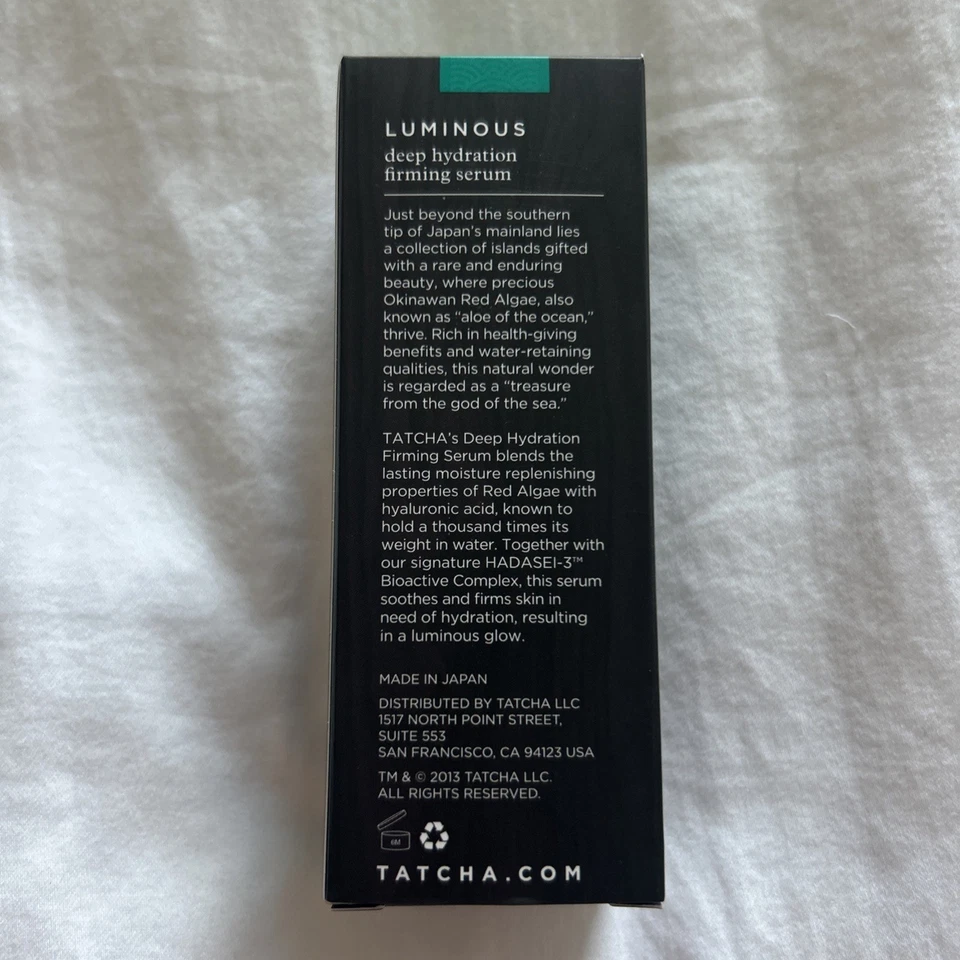 LUMINOUS
deep hydration
firming serum
Just beyond the southern
tip of Japan's mainland lies
a collection of islands gifted
with a rare and enduring
beauty, where precious
Okinawan Red Algae, also
known as “aloe of the ocean,”
thrive. Rich in health-giving
benefits and water-retaining
qualities, this natural wonder
is regarded as a “treasure
from the god of the sea.”
TATCHA's Deep Hydration
Firming Serum blends the
lasting moisture replenishing
properties of Red Algae with
hyaluronic acid, known to
hold a thousand times its
weight in water. Together with
our signature HADASEI-3™
Bioactive Complex, this serum
soothes and firms skin in
need of hydration, resulting
in a luminous glow.
MADE IN JAPAN
DISTRIBUTED BY TATCHA LLC
1517 NORTH POINT STREET,
SUITE 553
SAN FRANCISCO, CA 94123 USA
TM & © 2013 TATCHA LLC.
ALL RIGHTS RESERVED.
6M
TATCHA.COM